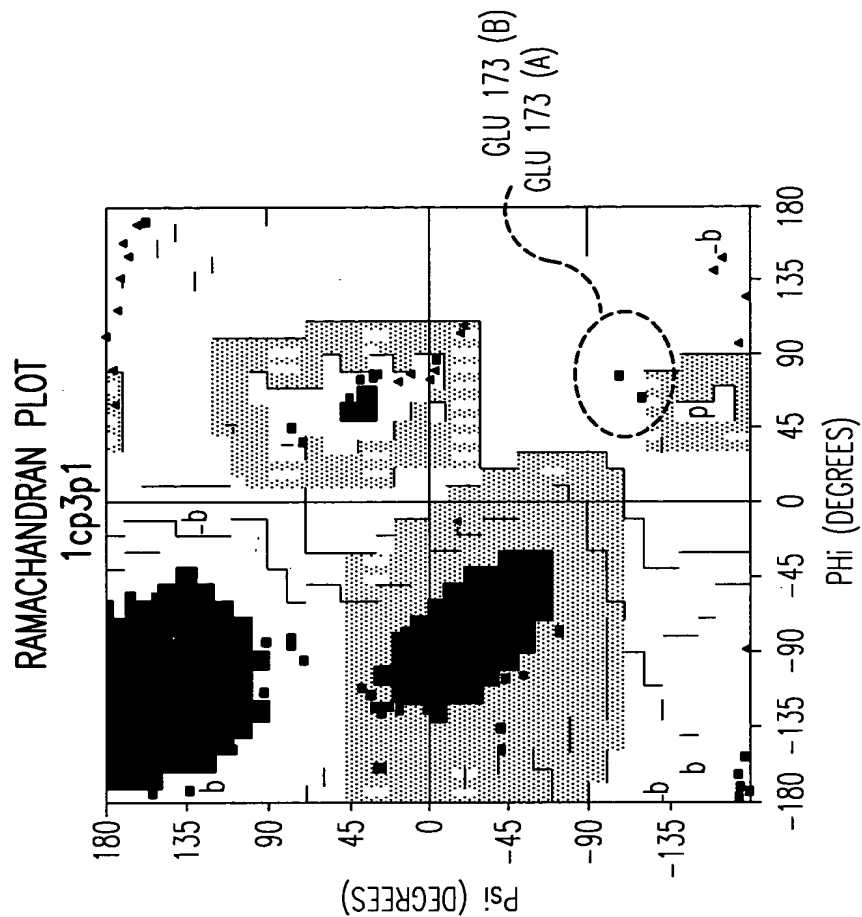 RAMACHANDRAN PLOT
1cp3p1
180
135
90
45
0
-45
-90
-135
Psi (DEGREES)
-b
-b
-b
b
-b
p
-180
-135
-90
-45
0
45
90
135
180
PHi (DEGREES)
GLU 173 (B)
GLU 173 (A)